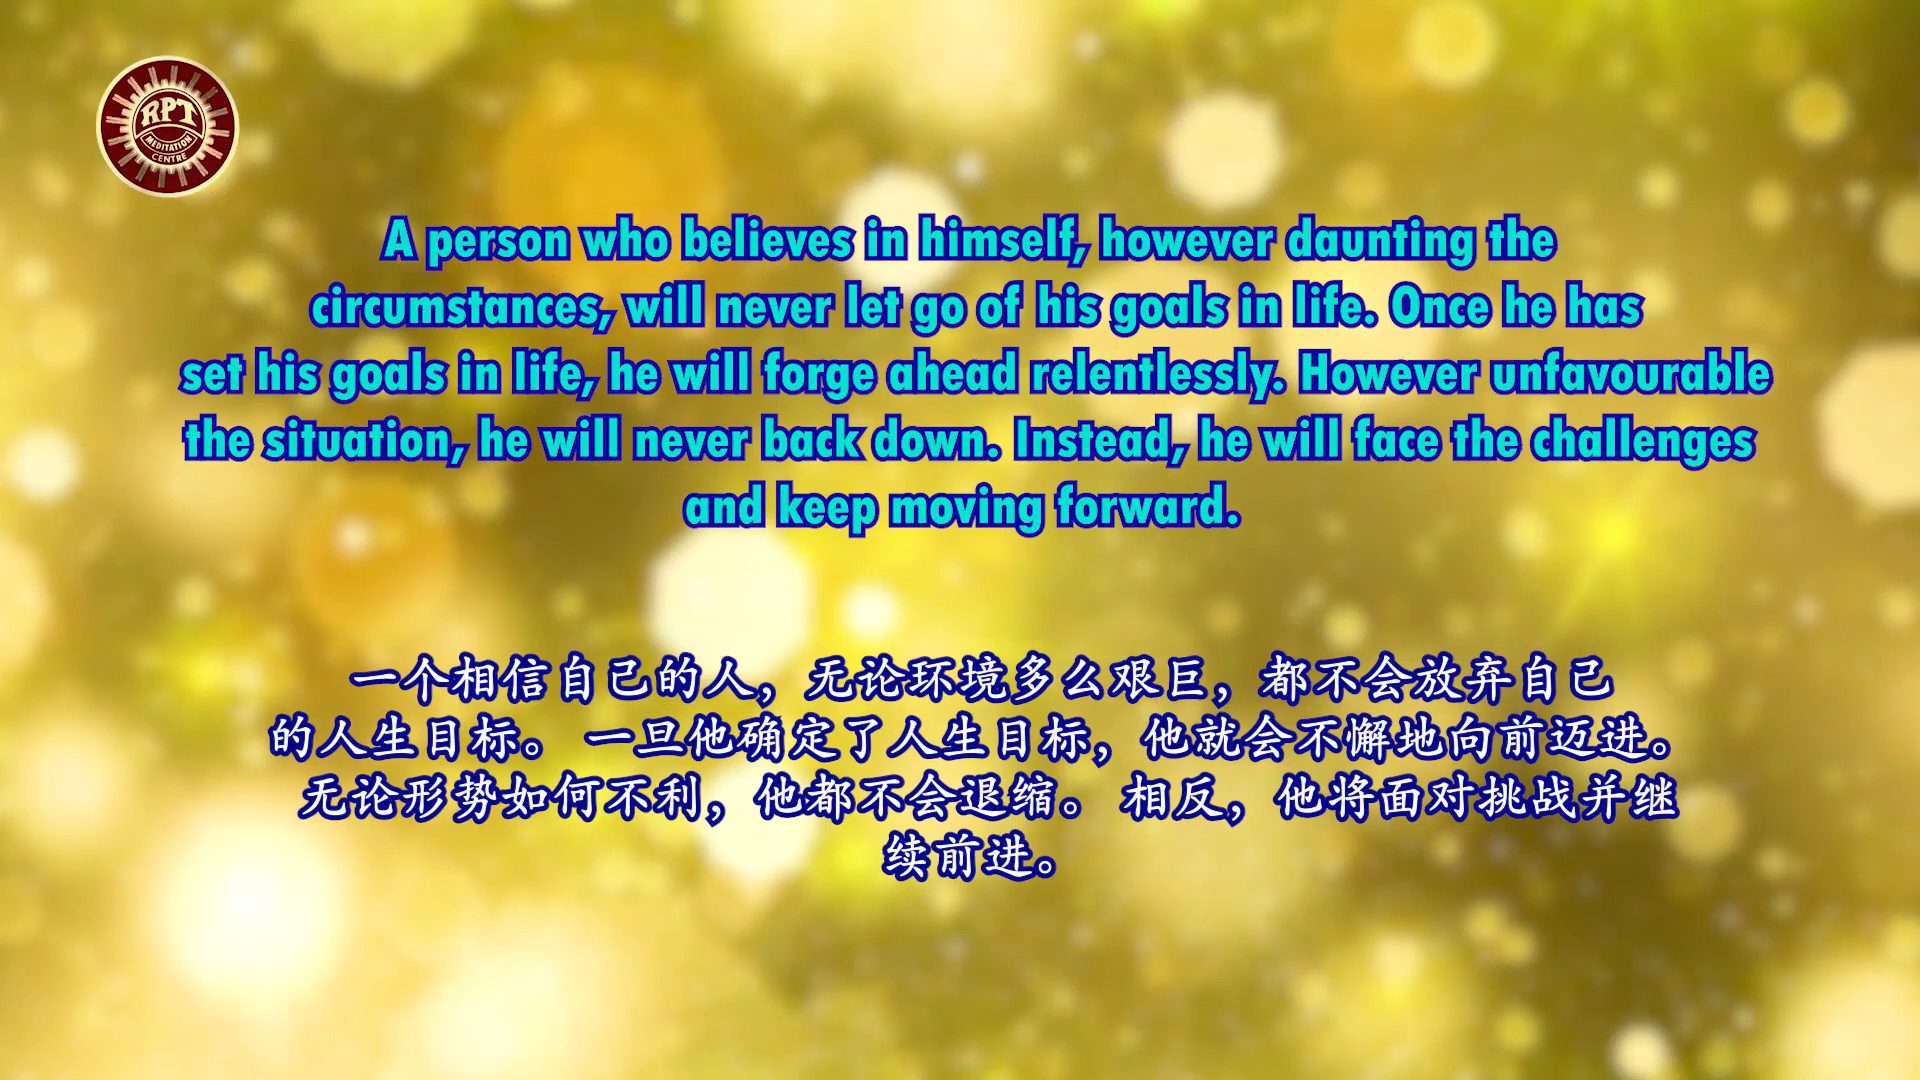 RPT
MEDITATION
CENTRE
A person who believes in himself, however daunting the
circumstances, will never let go of his goals in life. Once he has
set his goals in life, he will forge ahead relentlessly. However unfavourable
the situation, he will never back down. Instead, he will face the challenges
and keep moving forward.
一个相信自己的人，无论环境多么艰巨，都不会放弃自己
的人生目标。 一旦他确定了人生目标，他就会不懈地向前迈进。
无论形势如何不利，他都不会退缩。 相反，他将面对挑战并继
续前进。